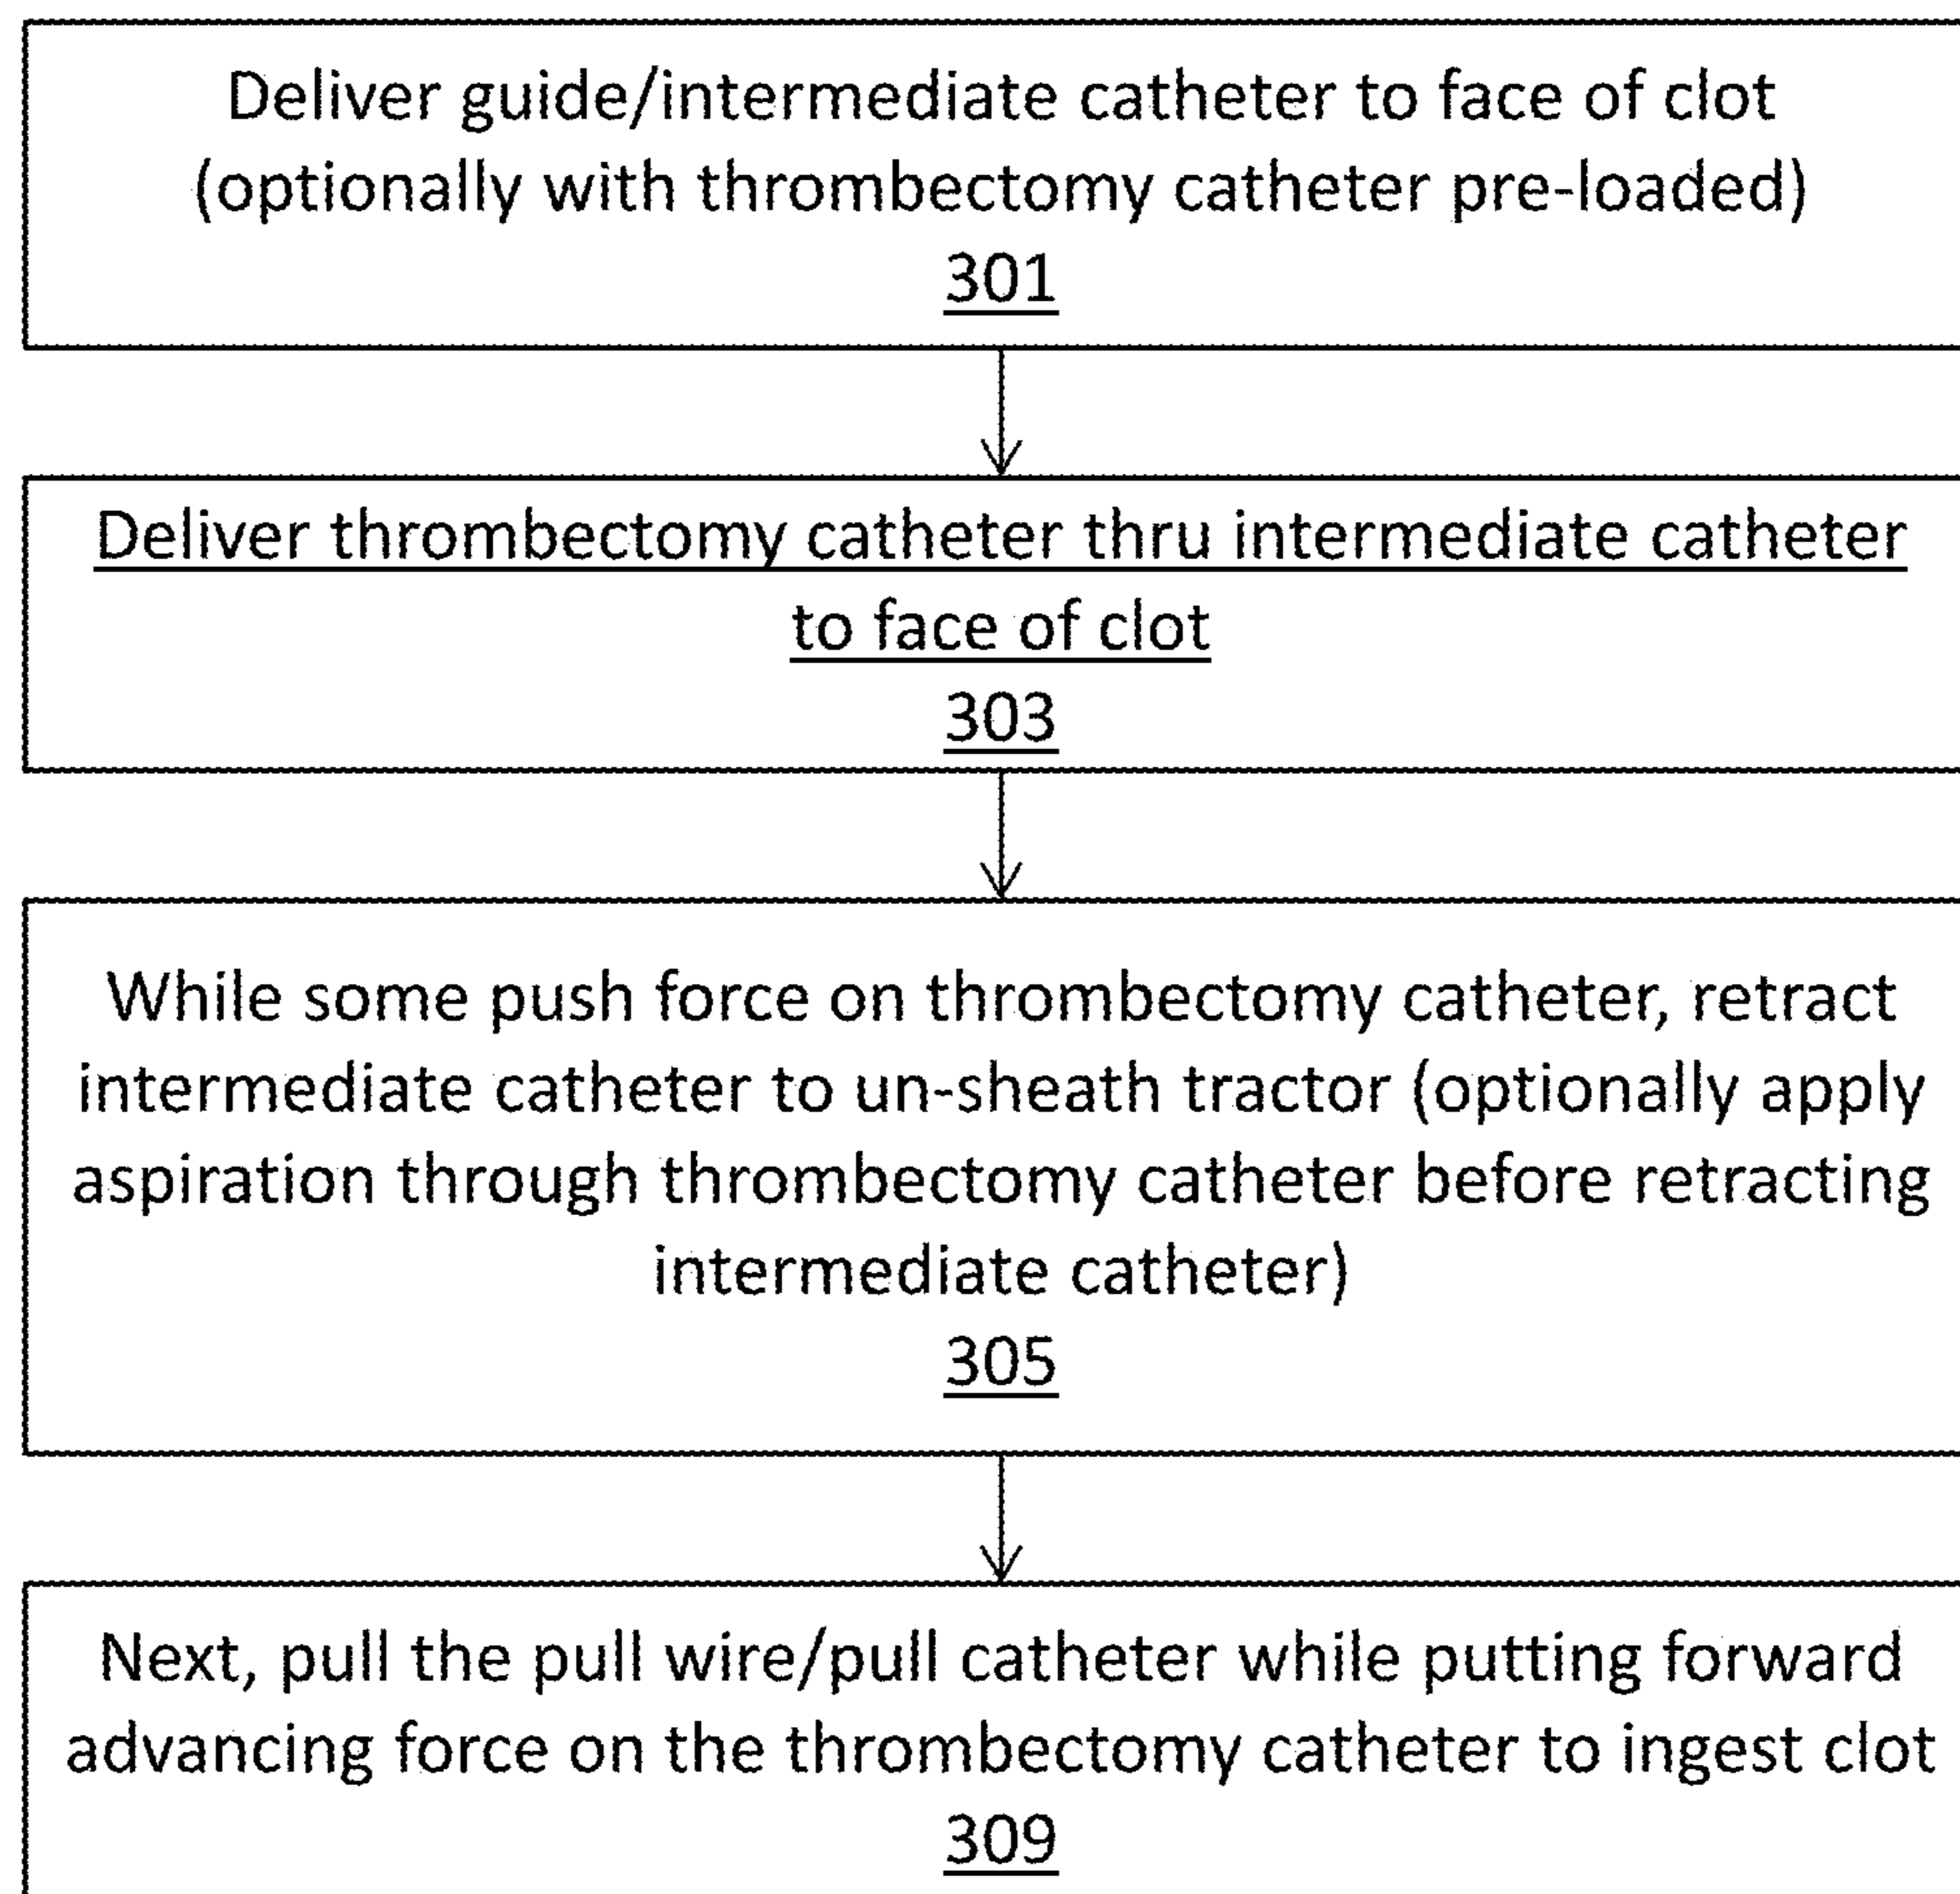 Deliver guide/intermediate catheter to face of clot
(optionally with thrombectomy catheter pre-loaded)
301
Deliver thrombectomy catheter thru intermediate catheter
to face of clot
303
While some push force on thrombectomy catheter, retract
intermediate catheter to un-sheath tractor (optionally apply
aspiration through thrombectomy catheter before retracting
intermediate catheter)
305
Next, pull the pull wire/pull catheter while putting forward
advancing force on the thrombectomy catheter to ingest clot
309